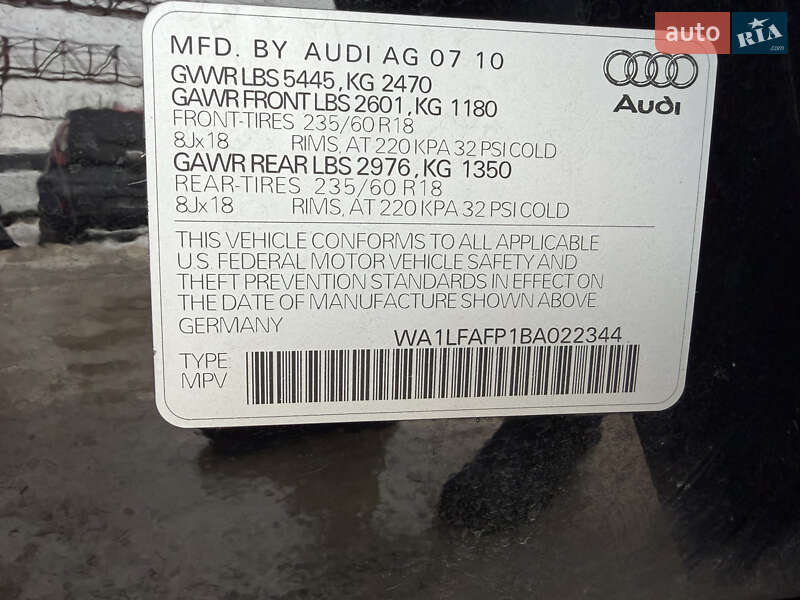 auto RIA
.com
MFD. BY AUDI AG 07 10
GVWR LBS 5445, KG 2470
GAWR FRONT LBS 2601, KG 1180
FRONT-TIRES 235/60 R18
8Jx18 RIMS, AT 220 KPA 32 PSI COLD
GAWR REAR LBS 2976, KG 1350
REAR-TIRES 235/60 R18
8Jx18 RIMS, AT 220 KPA 32 PSI COLD
Audi
THIS VEHICLE CONFORMS TO ALL APPLICABLE
U.S. FEDERAL MOTOR VEHICLE SAFETY AND
THEFT PREVENTION STANDARDS IN EFFECT ON
THE DATE OF MANUFACTURE SHOWN ABOVE
GERMANY WA1LFAFP1BA022344
TYPE
MPV